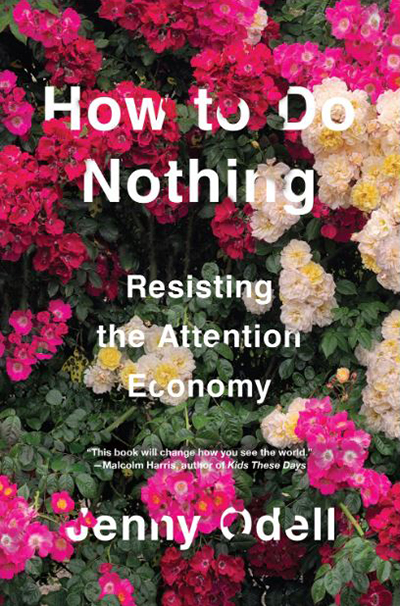 How to Do
Nothing
Resisting
the Attention
Economy
"This book will change how you see the world."
—Malcolm Harris, author of Kids These Days
Jenny Odell